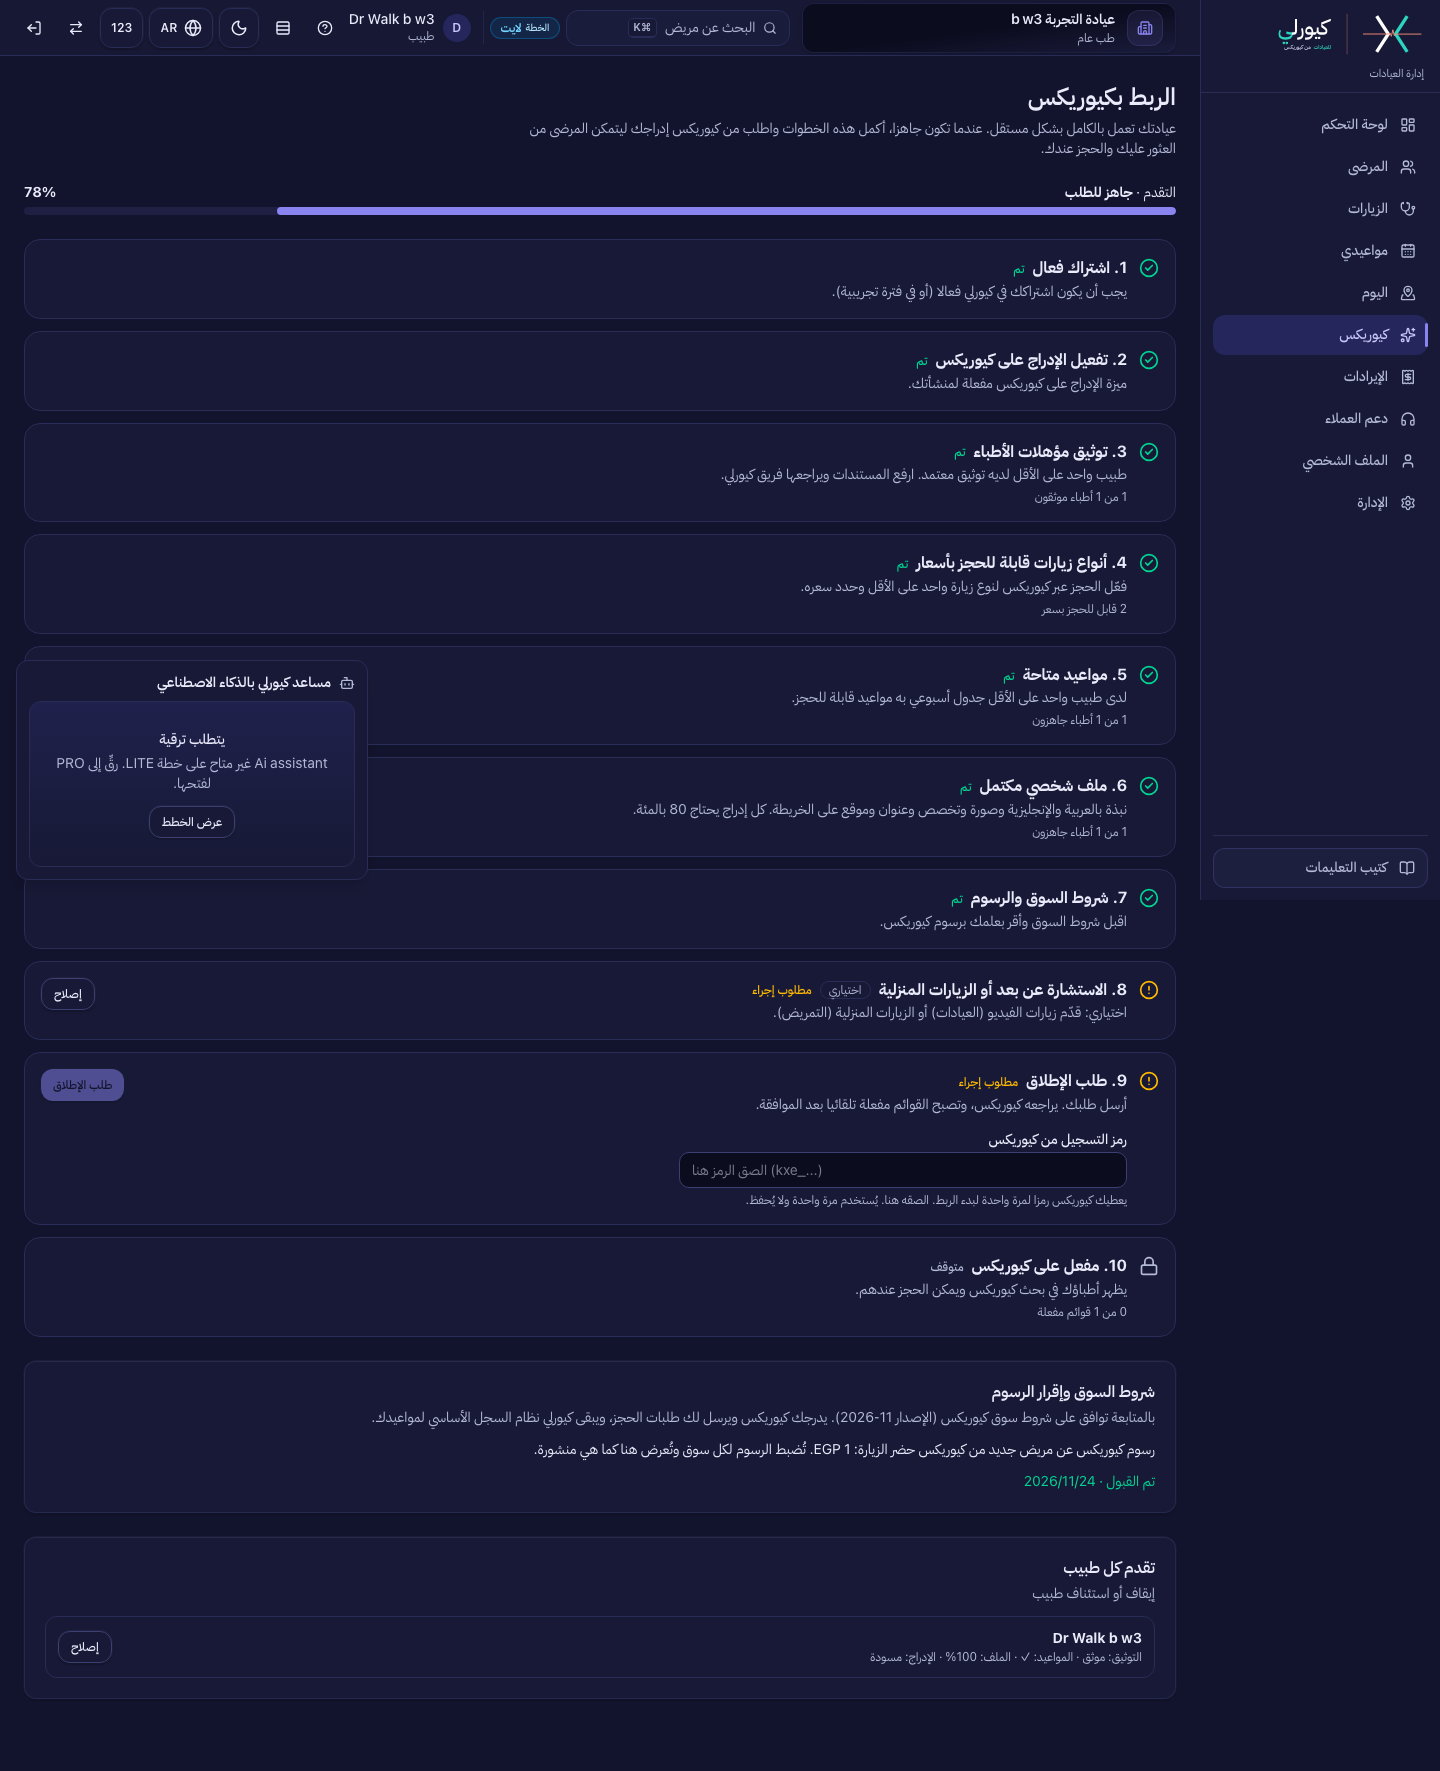 كيورلي
للعيادات من كيوريكس
إدارة العيادات
لوحة التحكم
المرضى
الزيارات
مواعيدي
اليوم
كيوريكس
الإيرادات
دعم العملاء
الملف الشخصي
الإدارة
كتيب التعليمات
عيادة التجربة b w3
طب عام
البحث عن مريض ⌘K
الخطة لايت
D
Dr Walk b w3
طبيب
AR
123
الربط بكيوريكس
عيادتك تعمل بالكامل بشكل مستقل. عندما تكون جاهزا، أكمل هذه الخطوات واطلب من كيوريكس إدراجك ليتمكن المرضى من
العثور عليك والحجز عندك.
التقدم · جاهز للطلب 78%
1. اشتراك فعال تم
يجب أن يكون اشتراكك في كيورلي فعالا (أو في فترة تجريبية).
2. تفعيل الإدراج على كيوريكس تم
ميزة الإدراج على كيوريكس مفعلة لمنشأتك.
3. توثيق مؤهلات الأطباء تم
طبيب واحد على الأقل لديه توثيق معتمد. ارفع المستندات ويراجعها فريق كيورلي.
1 من 1 أطباء موثقون
4. أنواع زيارات قابلة للحجز بأسعار تم
فعّل الحجز عبر كيوريكس لنوع زيارة واحد على الأقل وحدد سعره.
2 قابل للحجز بسعر
5. مواعيد متاحة تم
لدى طبيب واحد على الأقل جدول أسبوعي به مواعيد قابلة للحجز.
1 من 1 أطباء جاهزون
6. ملف شخصي مكتمل تم
نبذة بالعربية والإنجليزية وصورة وتخصص وعنوان وموقع على الخريطة. كل إدراج يحتاج 80 بالمئة.
1 من 1 أطباء جاهزون
مساعد كيورلي بالذكاء الاصطناعي
يتطلب ترقية
Ai assistant غير متاح على خطة LITE. رقٍّ إلى PRO
لفتحها.
عرض الخطط
7. شروط السوق والرسوم تم
اقبل شروط السوق وأقر بعلمك برسوم كيوريكس.
8. الاستشارة عن بعد أو الزيارات المنزلية اختياري مطلوب إجراء
إصلاح
اختياري: قدّم زيارات الفيديو (العيادات) أو الزيارات المنزلية (التمريض).
9. طلب الإطلاق مطلوب إجراء
طلب الإطلاق
أرسل طلبك. يراجعه كيوريكس، وتصبح القوائم مفعلة تلقائيا بعد الموافقة.
رمز التسجيل من كيوريكس
الصق الرمز هنا (kxe_...)
يعطيك كيوريكس رمزا لمرة واحدة لبدء الربط. الصقه هنا. يُستخدم مرة واحدة ولا يُحفظ.
10. مفعل على كيوريكس متوقف
يظهر أطباؤك في بحث كيوريكس ويمكن الحجز عندهم.
0 من 1 قوائم مفعلة
شروط السوق وإقرار الرسوم
بالمتابعة توافق على شروط سوق كيوريكس (الإصدار 11-2026). يدرجك كيوريكس ويرسل لك طلبات الحجز، ويبقى كيورلي نظام السجل الأساسي لمواعيدك.
رسوم كيوريكس عن مريض جديد من كيوريكس حضر الزيارة: EGP 1. تُضبط الرسوم لكل سوق وتُعرض هنا كما هي منشورة.
تم القبول · 2026/11/24
تقدم كل طبيب
إيقاف أو استئناف طبيب
Dr Walk b w3
إصلاح
التوثيق: موثق · المواعيد: ✓ · الملف: 100% · الإدراج: مسودة